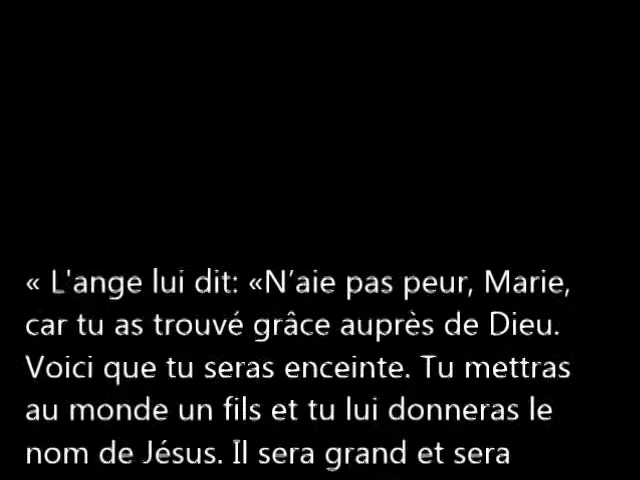 « L'ange lui dit: «N’aie pas peur, Marie,
car tu as trouvé grâce auprès de Dieu.
Voici que tu seras enceinte. Tu mettras
au monde un fils et tu lui donneras le
nom de Jésus. Il sera grand et sera